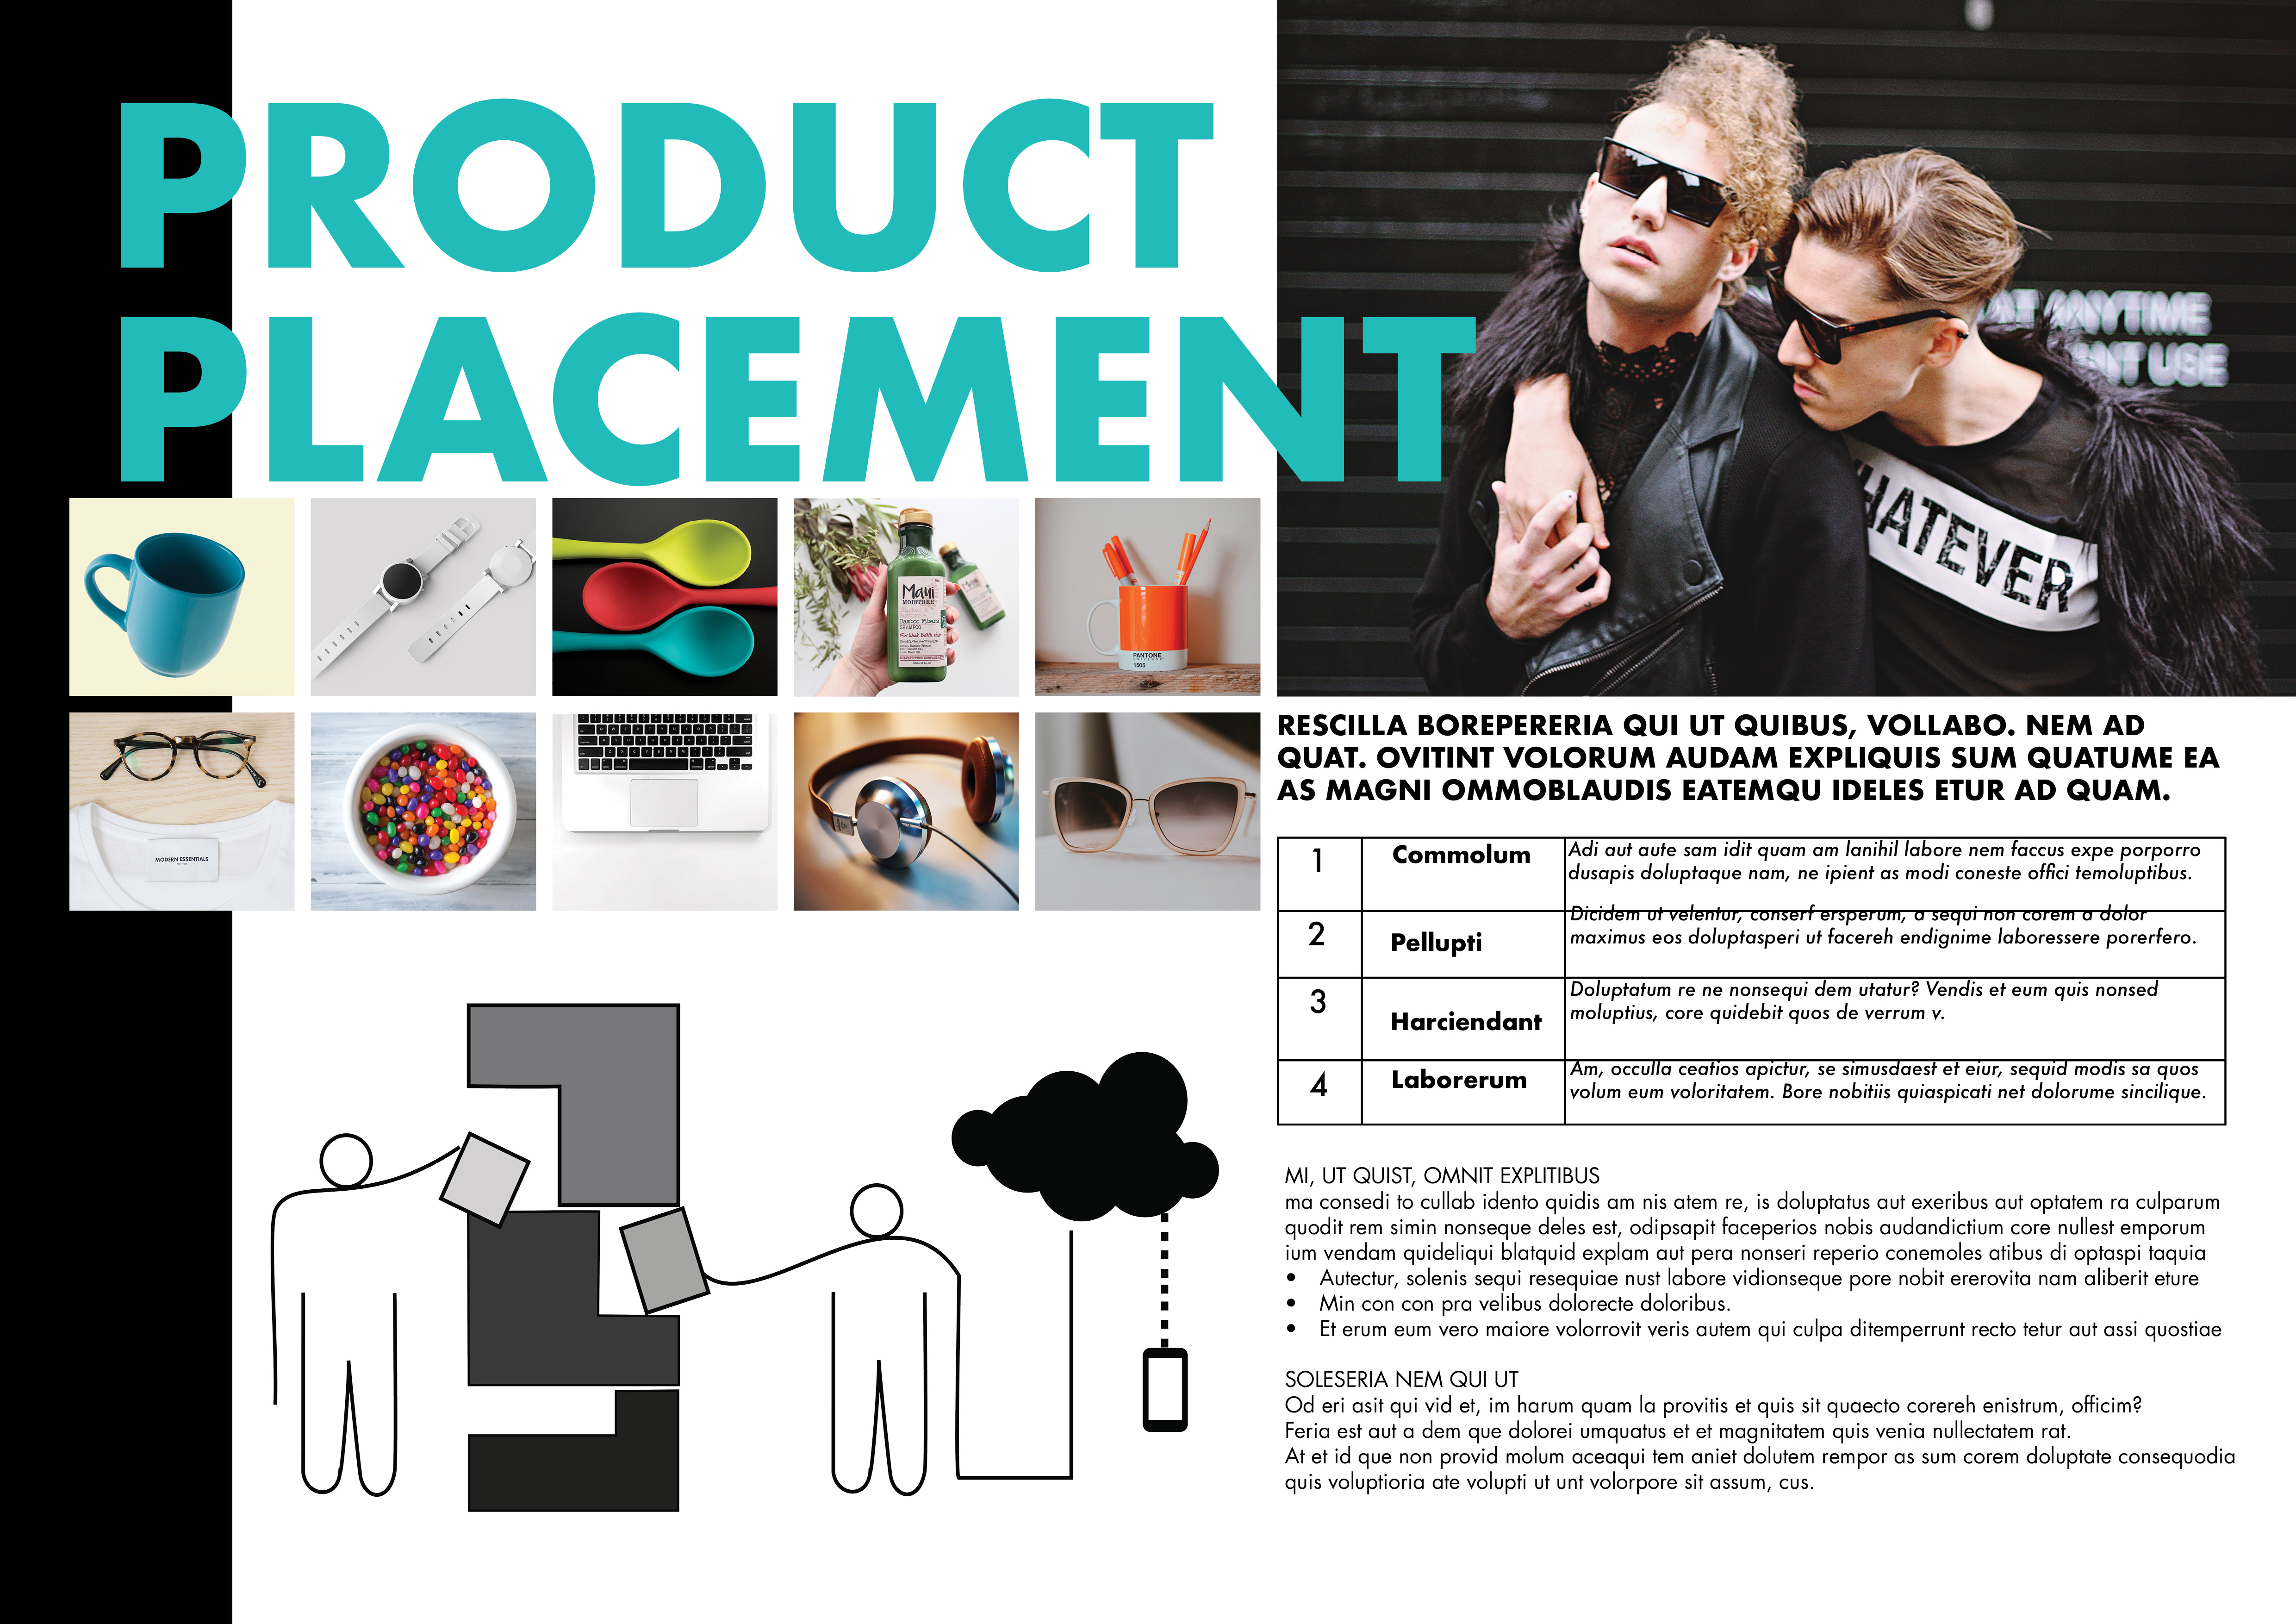 PRODUCT
PLACEMENT
AT ANYTIME
NT USE
HATEVER
Maui
MOISTURE
Bamboo Fibers
SHAMPOO
PANTONE
UNIVERSE
1505
MODERN ESSENTIALS
RESCILLA BOREPERERIA QUI UT QUIBUS, VOLLABO. NEM AD
QUAT. OVITINT VOLORUM AUDAM EXPLIQUIS SUM QUATUME EA
AS MAGNI OMMOBLAUDIS EATEMQU IDELES ETUR AD QUAM.
1 Commolum Adi aut aute sam idit quam am lanihil labore nem faccus expe porporro
dusapis doluptaque nam, ne ipient as modi coneste offici temoluptibus.
2 Pellupti Dicidem ut velentur, conserf ersperum, a sequi non corem a dolor
maximus eos doluptasperi ut facereh endignime laboressere porerfero.
3 Harciendant Doluptatum re ne nonsequi dem utatur? Vendis et eum quis nonsed
moluptius, core quidebit quos de verrum v.
4 Laborerum Am, occulla ceatios apictur, se simusdaest et eiur, sequid modis sa quos
volum eum voloritatem. Bore nobitiis quiaspicati net dolorume sincilique.
MI, UT QUIST, OMNIT EXPLITIBUS
ma consedi to cullab idento quidis am nis atem re, is doluptatus aut exeribus aut optatem ra culparum
quodit rem simin nonseque deles est, odipsapit faceperios nobis audandictium core nullest emporum
ium vendam quideliqui blatquid explam aut pera nonseri reperio conemoles atibus di optaspi taquia
• Autectur, solenis sequi resequiae nust labore vidionseque pore nobit ererovita nam aliberit eture
• Min con con pra velibus dolorecte doloribus.
• Et erum eum vero maiore volorrovit veris autem qui culpa ditemperrunt recto tetur aut assi quostiae
SOLESERIA NEM QUI UT
Od eri asit qui vid et, im harum quam la provitis et quis sit quaecto corereh enistrum, officim?
Feria est aut a dem que dolorei umquatus et et magnitatem quis venia nullectatem rat.
At et id que non provid molum aceaqui tem aniet dolutem rempor as sum corem doluptate consequodia
quis voluptioria ate volupti ut unt volorpore sit assum, cus.